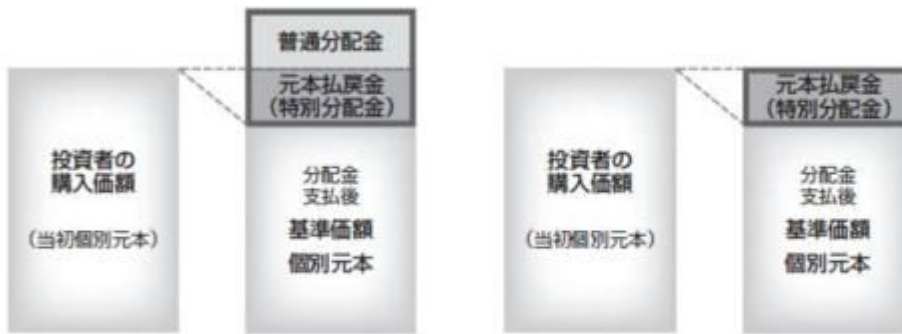 普通分配金
元本払戻金
(特別分配金)
投資者の
購入価額
(当初個別元本)
分配金
支払後
基準価額
個別元本
元本払戻金
(特別分配金)
投資者の
購入価額
(当初個別元本)
分配金
支払後
基準価額
個別元本